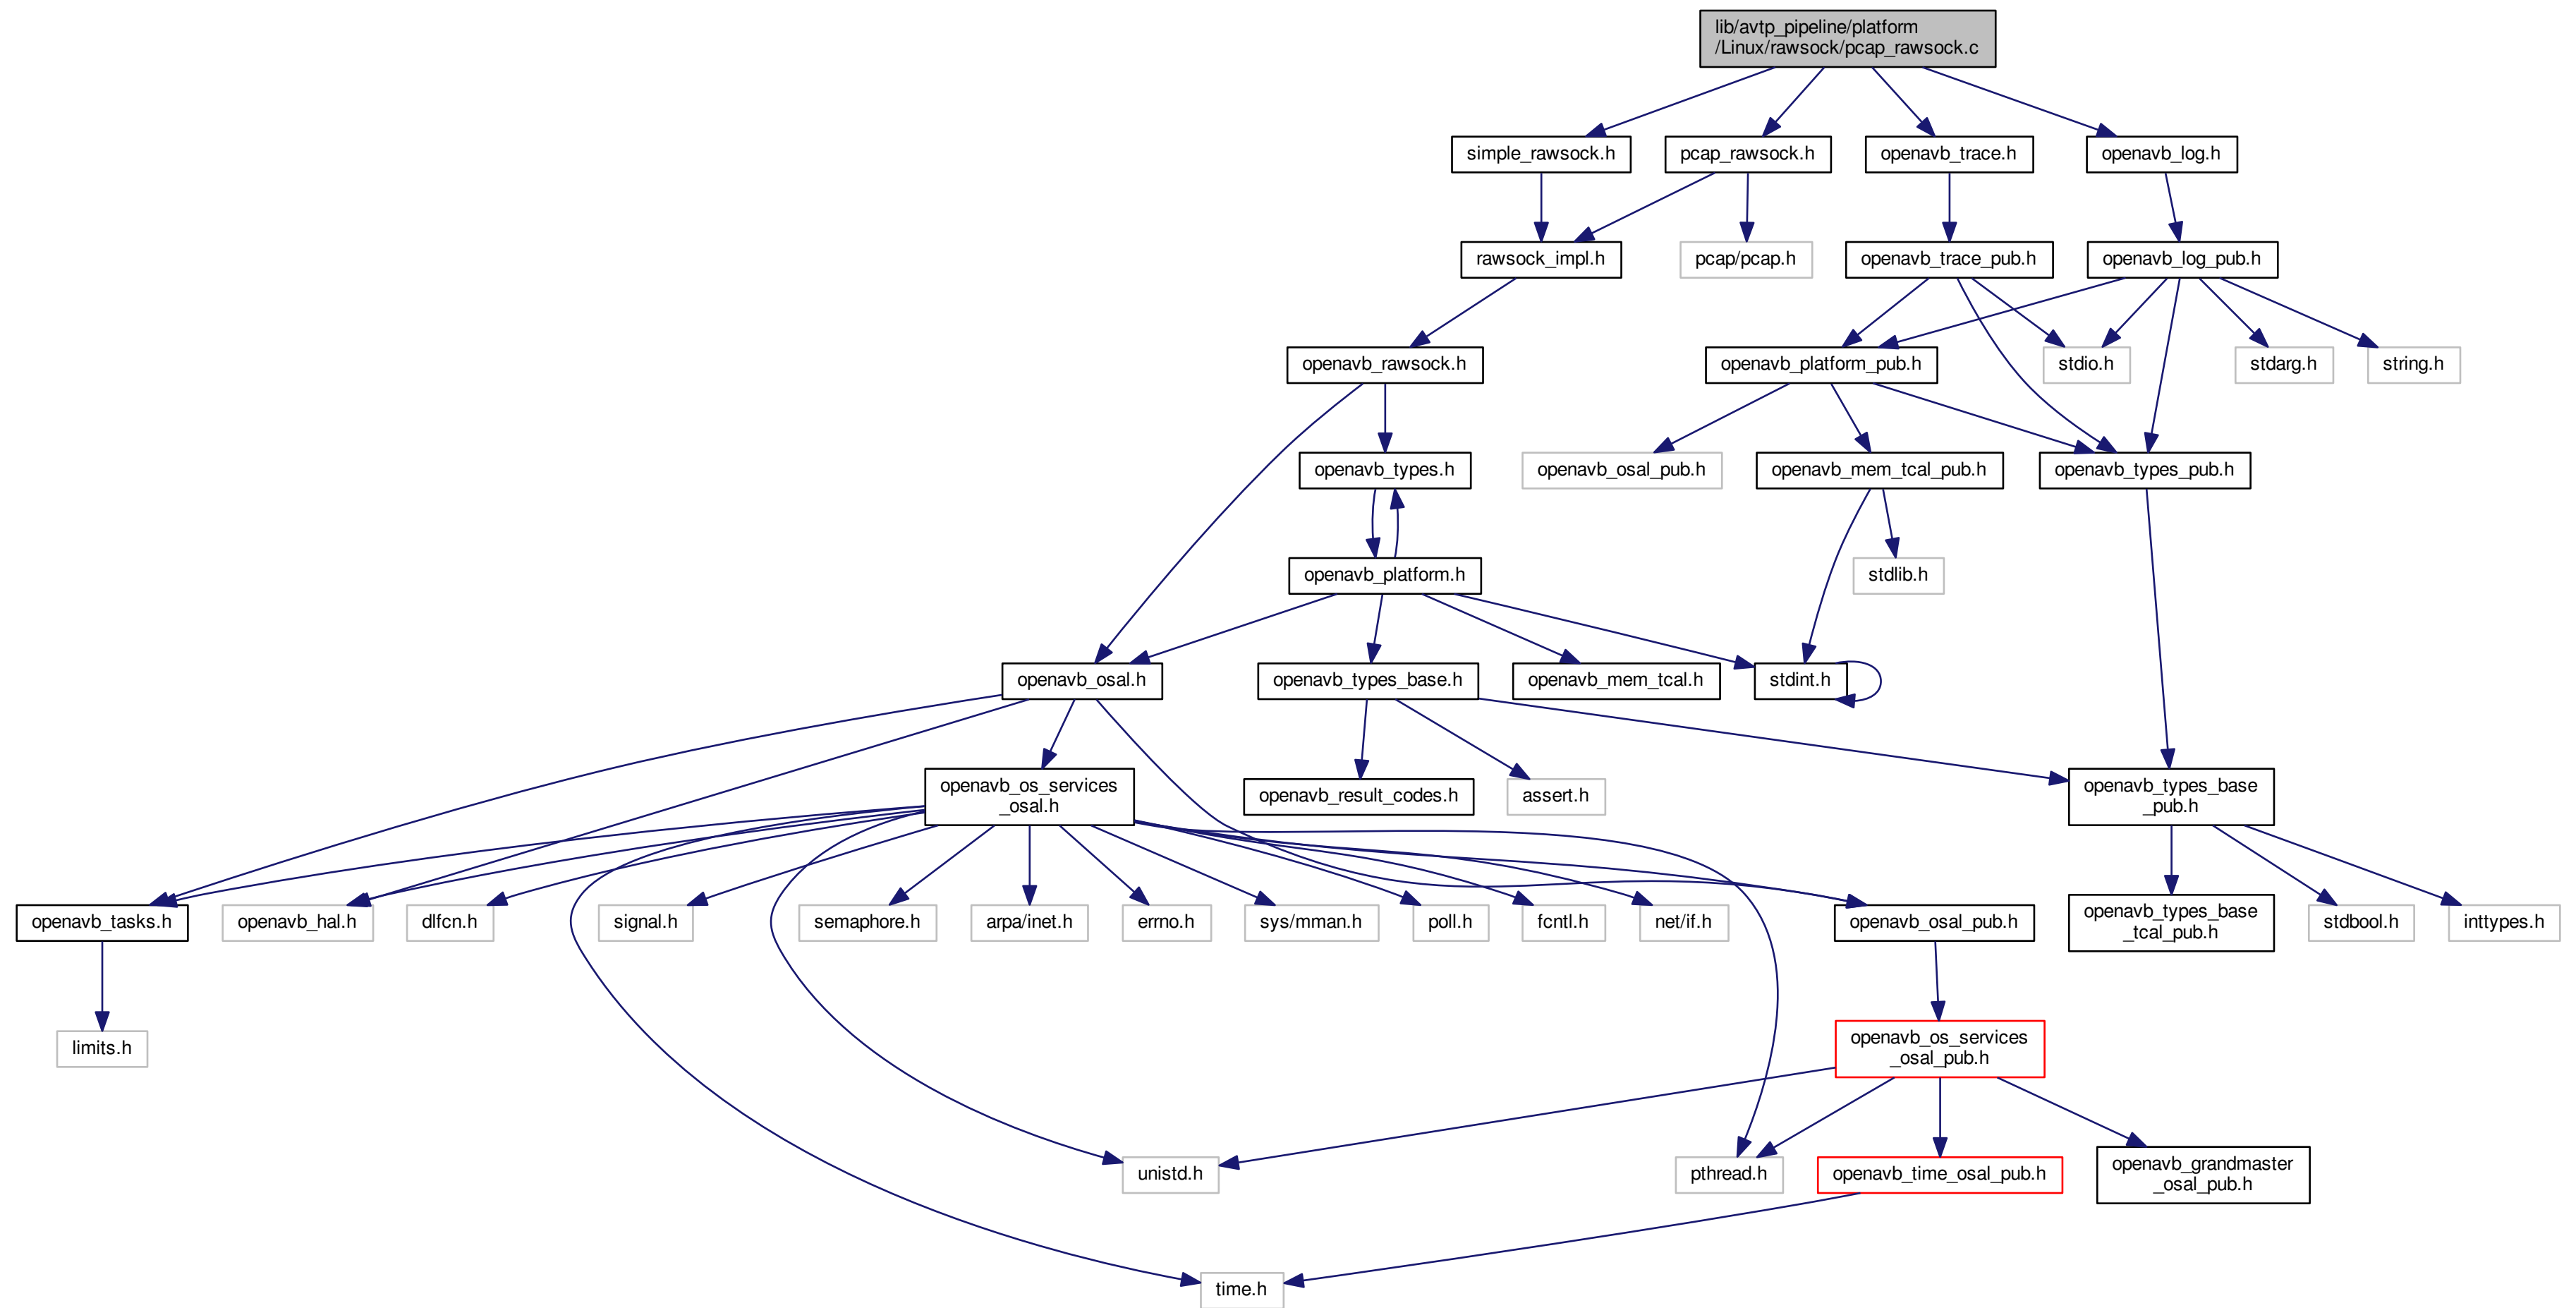 lib/avtp_pipeline/platform
/Linux/rawsock/pcap_rawsock.c
simple_rawsock.h
pcap_rawsock.h
openavb_trace.h
openavb_log.h
rawsock_impl.h
pcap/pcap.h
openavb_trace_pub.h
openavb_log_pub.h
openavb_rawsock.h
openavb_platform_pub.h
stdio.h
stdarg.h
string.h
openavb_types.h
openavb_osal_pub.h
openavb_mem_tcal_pub.h
openavb_types_pub.h
openavb_platform.h
stdlib.h
openavb_osal.h
openavb_types_base.h
openavb_mem_tcal.h
stdint.h
openavb_os_services
_osal.h
openavb_result_codes.h
assert.h
openavb_types_base
_pub.h
openavb_tasks.h
openavb_hal.h
dlfcn.h
signal.h
semaphore.h
arpa/inet.h
errno.h
sys/mman.h
poll.h
fcntl.h
net/if.h
openavb_osal_pub.h
openavb_types_base
_tcal_pub.h
stdbool.h
inttypes.h
limits.h
openavb_os_services
_osal_pub.h
unistd.h
pthread.h
openavb_time_osal_pub.h
openavb_grandmaster
_osal_pub.h
time.h